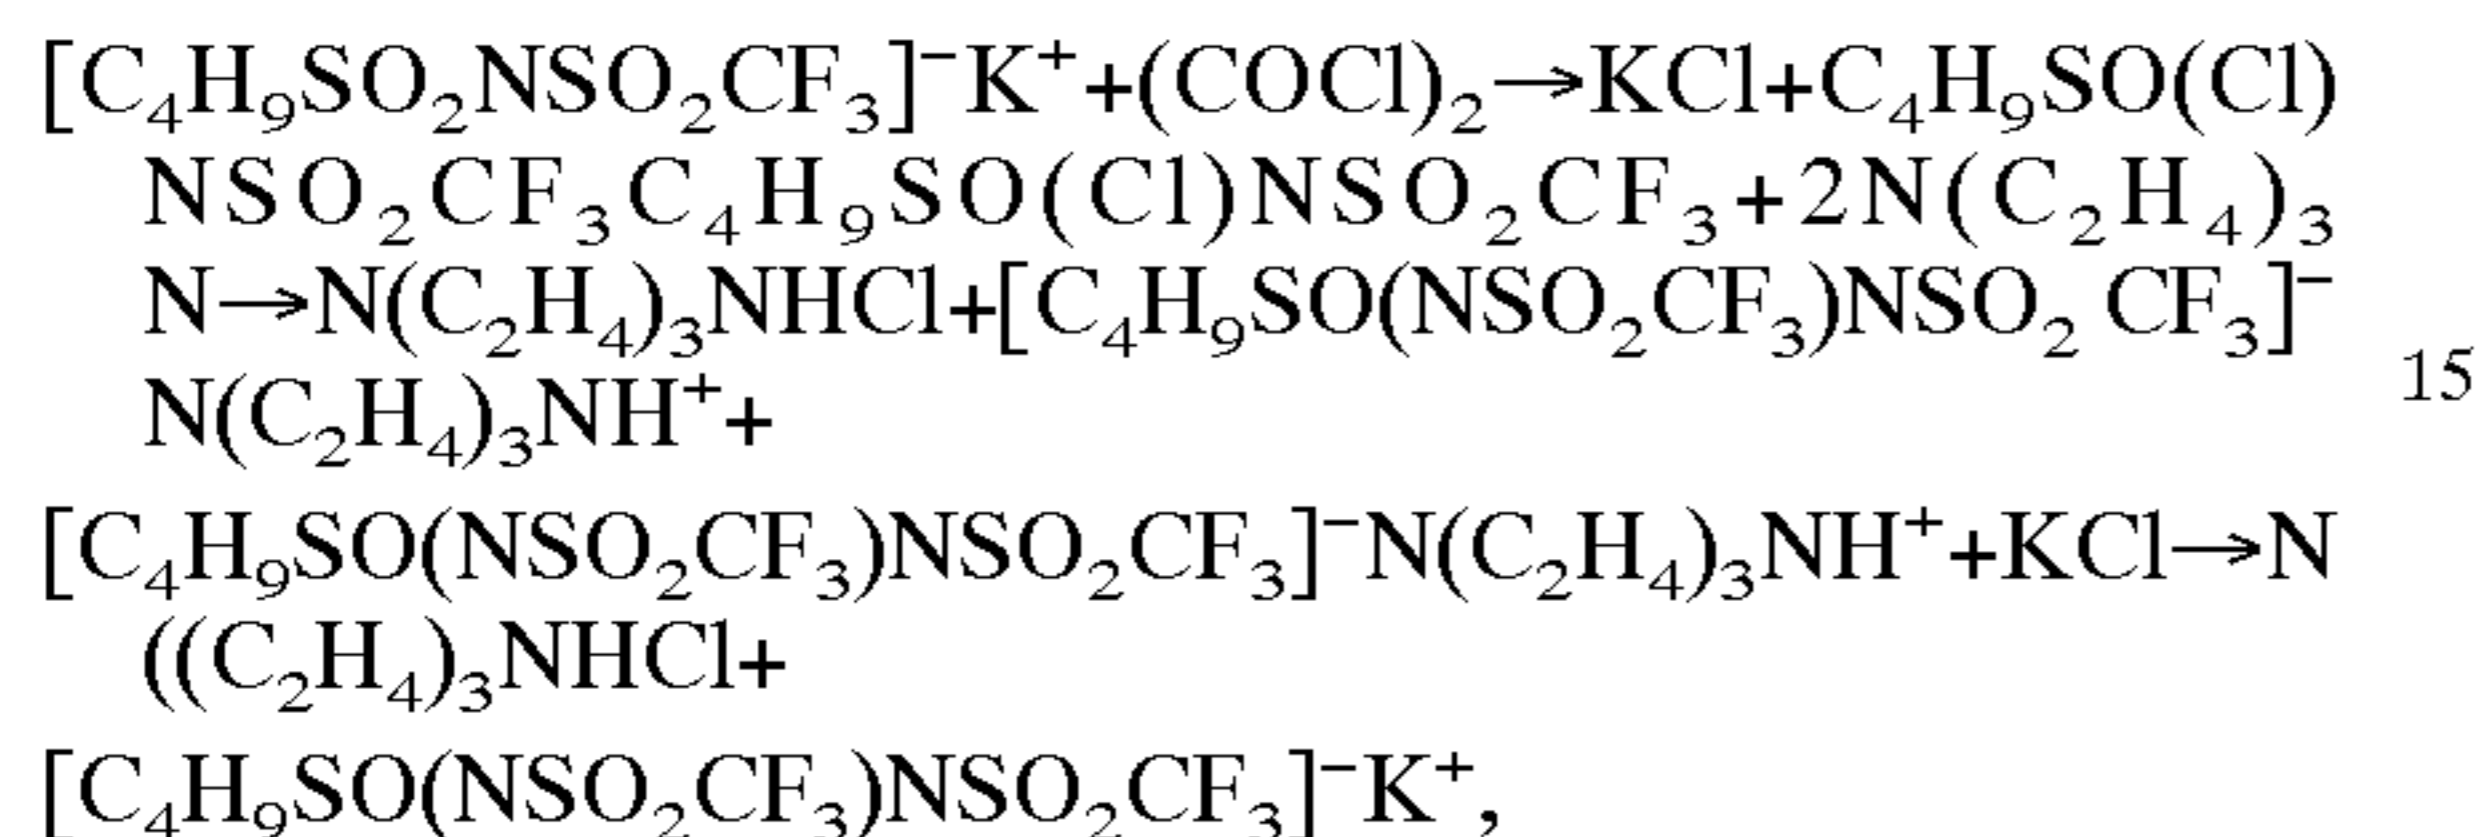 [C₄H₉SO₂NSO₂CF₃]⁻K⁺+(COCl)₂→KCl+C₄H₉SO(Cl)
NSO₂CF₃C₄H₉SO(Cl)NSO₂CF₃+2N(C₂H₄)₃
N→N(C₂H₄)₃NHCl+[C₄H₉SO(NSO₂CF₃)NSO₂ CF₃]⁻
N(C₂H₄)₃NH⁺+
15
[C₄H₉SO(NSO₂CF₃)NSO₂CF₃]⁻N(C₂H₄)₃NH⁺+KCl→N
((C₂H₄)₃NHCl+
[C₄H₉SO(NSO₂CF₃)NSO₂CF₃]⁻K⁺,